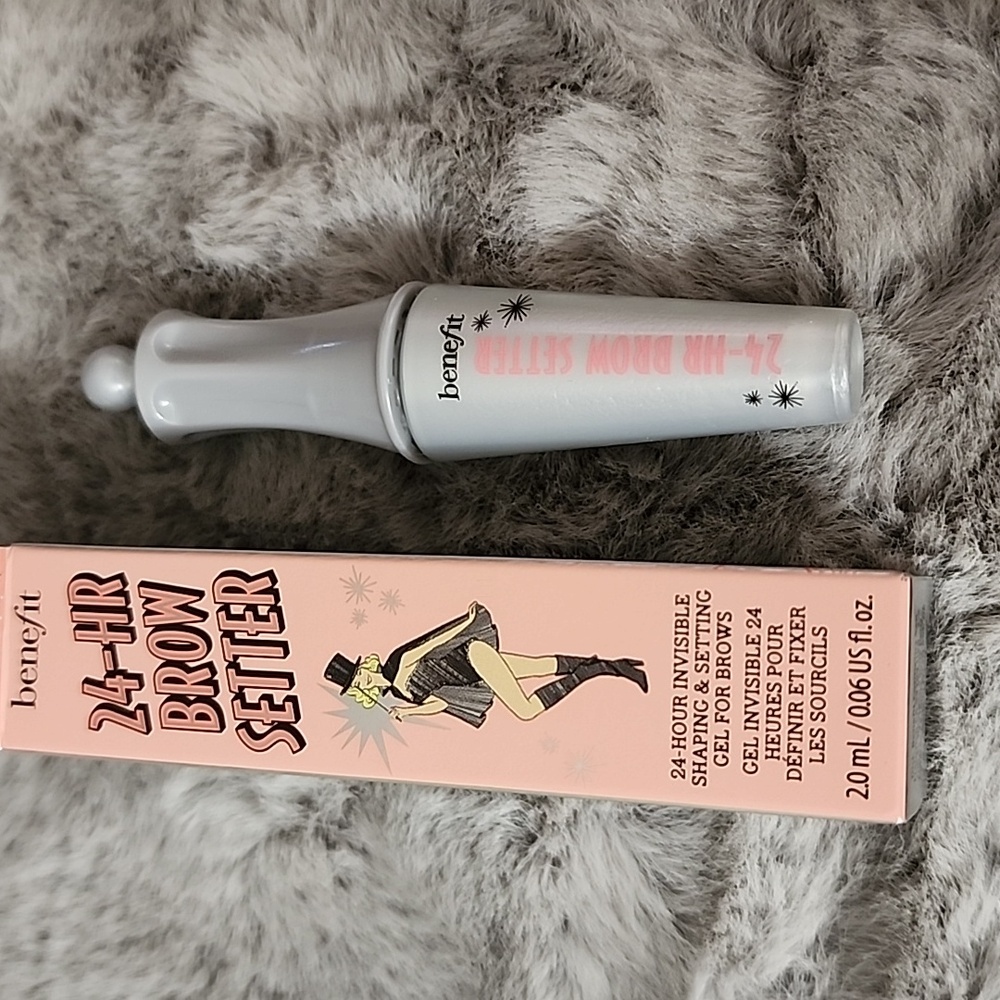 benefit
24-HR BROW SETTER
benefit
24-HR
BROW
SETTER
24-HOUR INVISIBLE
SHAPING & SETTING
GEL FOR BROWS
GEL INVISIBLE 24
HEURES POUR
DÉFINIR ET FIXER
LES SOURCILS
2.0 mL / 0.06 US fl. oz.